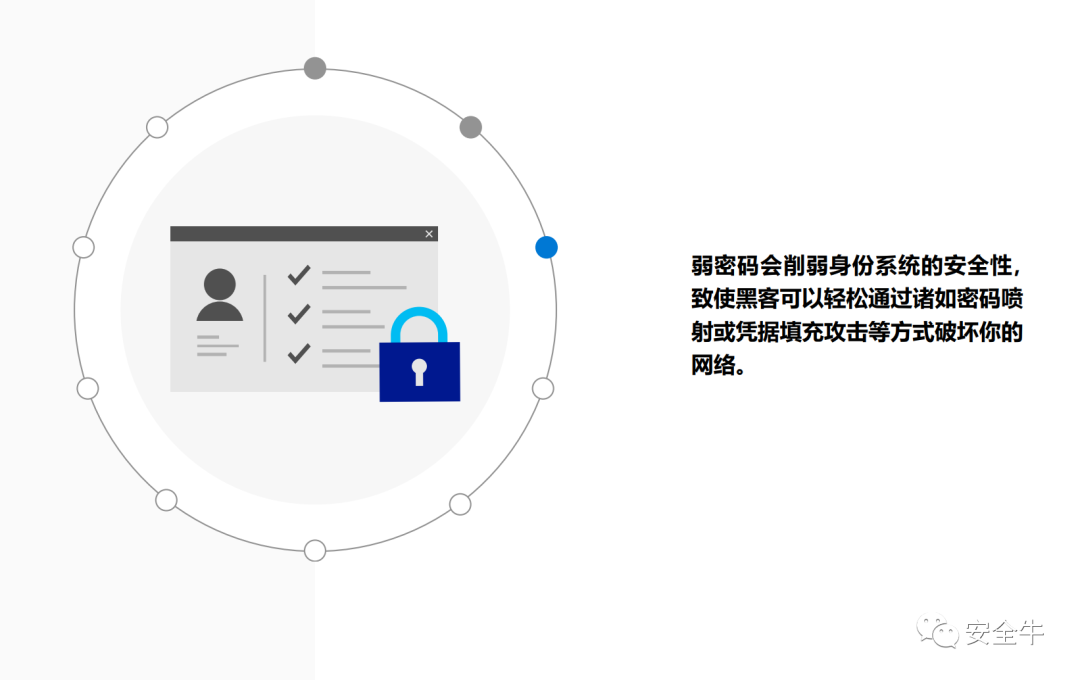 弱密码会削弱身份系统的安全性，
致使黑客可以轻松通过诸如密码喷
射或凭据填充攻击等方式破坏你的
网络。
安全牛